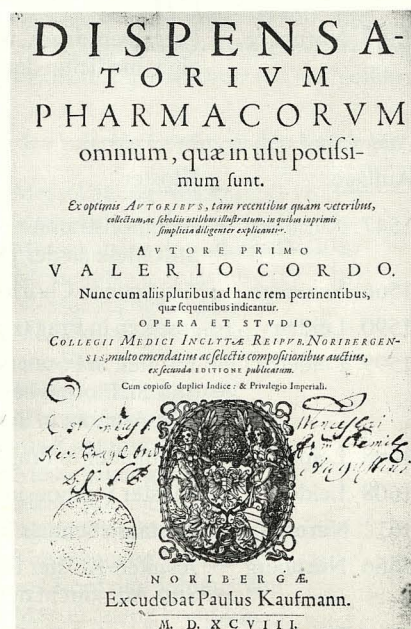 DISPENSA-
TORIVM
PHARMACORVM
omnium, quæ in usu potissi-
mum sunt.
Ex optimis AVTORIBVS, tàm recentibus quàm veteribus,
collectum, ac scholiis utilibus illustratum, in quibus inprimis
simplicia diligenter explicantur.
AVTORE PRIMO
VALERIO CORDO.
Nunc cum aliis pluribus ad hanc rem pertinentibus,
quæ sequentibus indicantur.
OPERA ET STVDIO
COLLEGII MEDICI INCLYTÆ REIPVB. NORIBERGEN-
SIS, multo emendatius ac selectis compositionibus auctius,
ex secunda EDITIONE publicatum.
Cum copioso duplici Indice: & Privilegio Imperiali.
NORIBERGÆ.
Excudebat Paulus Kaufmann.
M. D. XCVIII.